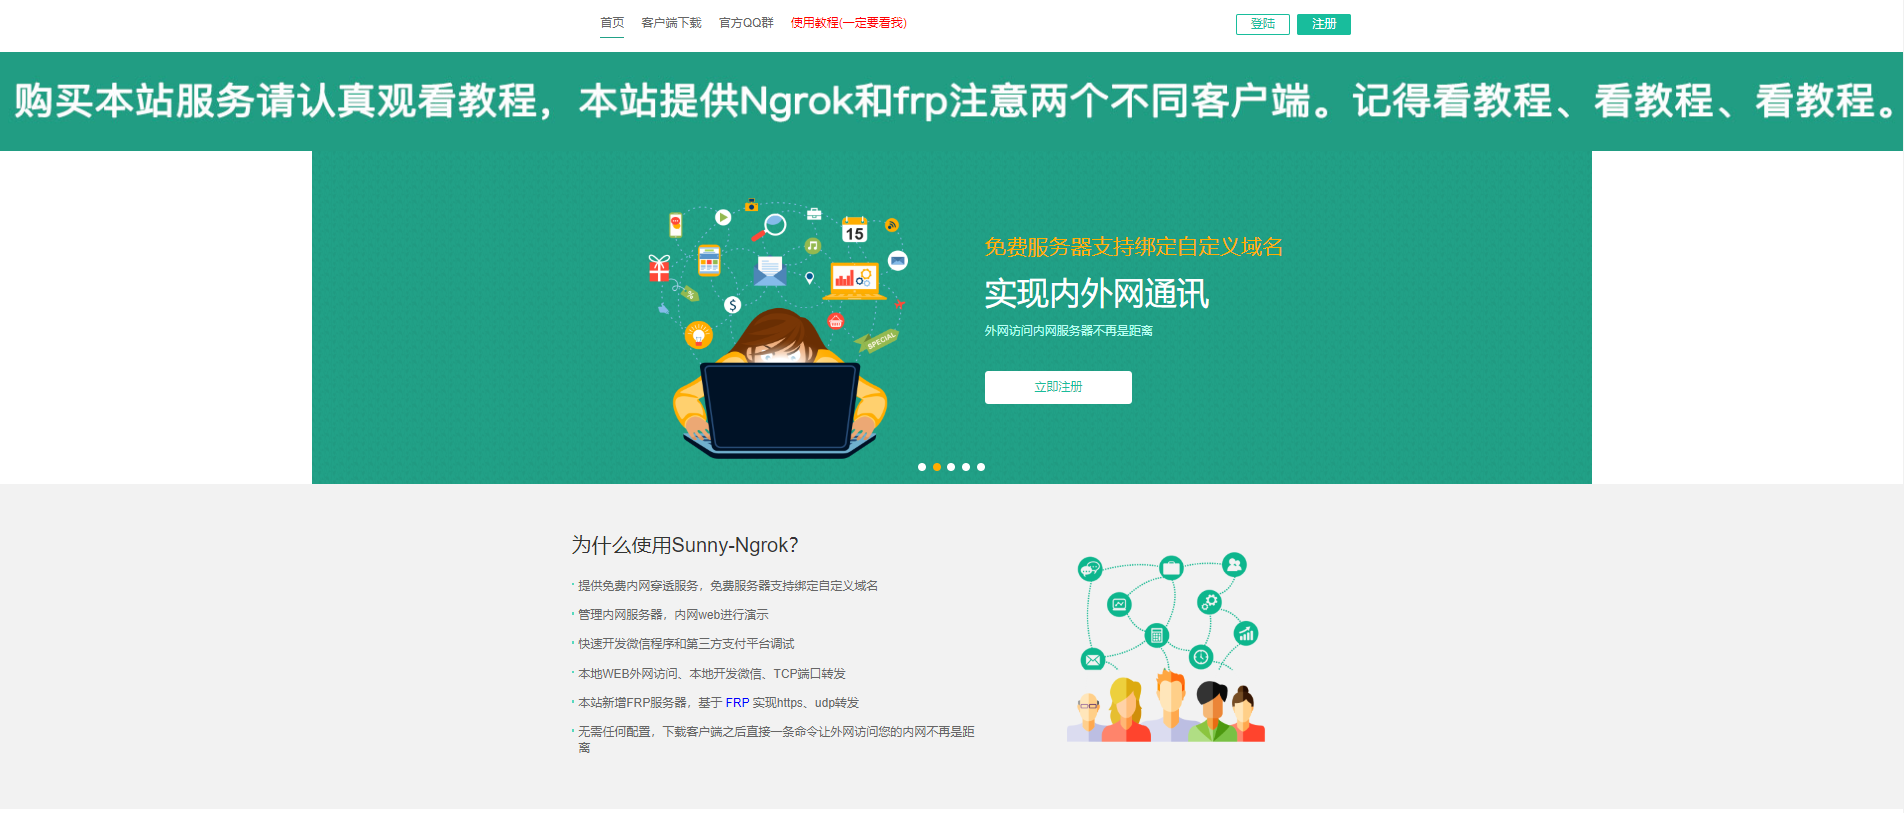 首页 客户端下载 官方QQ群 使用教程(一定要看我) 登陆 注册
购买本站服务请认真观看教程，本站提供Ngrok和frp注意两个不同客户端。记得看教程、看教程、看教程。
15
%
$
SPECIAL
免费服务器支持绑定自定义域名
实现内外网通讯
外网访问内网服务器不再是距离
立即注册
为什么使用Sunny-Ngrok？
提供免费内网穿透服务，免费服务器支持绑定自定义域名
管理内网服务器，内网web进行演示
快速开发微信程序和第三方支付平台调试
本地WEB外网访问、本地开发微信、TCP端口转发
本站新增FRP服务器，基于 FRP 实现https、udp转发
无需任何配置，下载客户端之后直接一条命令让外网访问您的内网不再是距
离